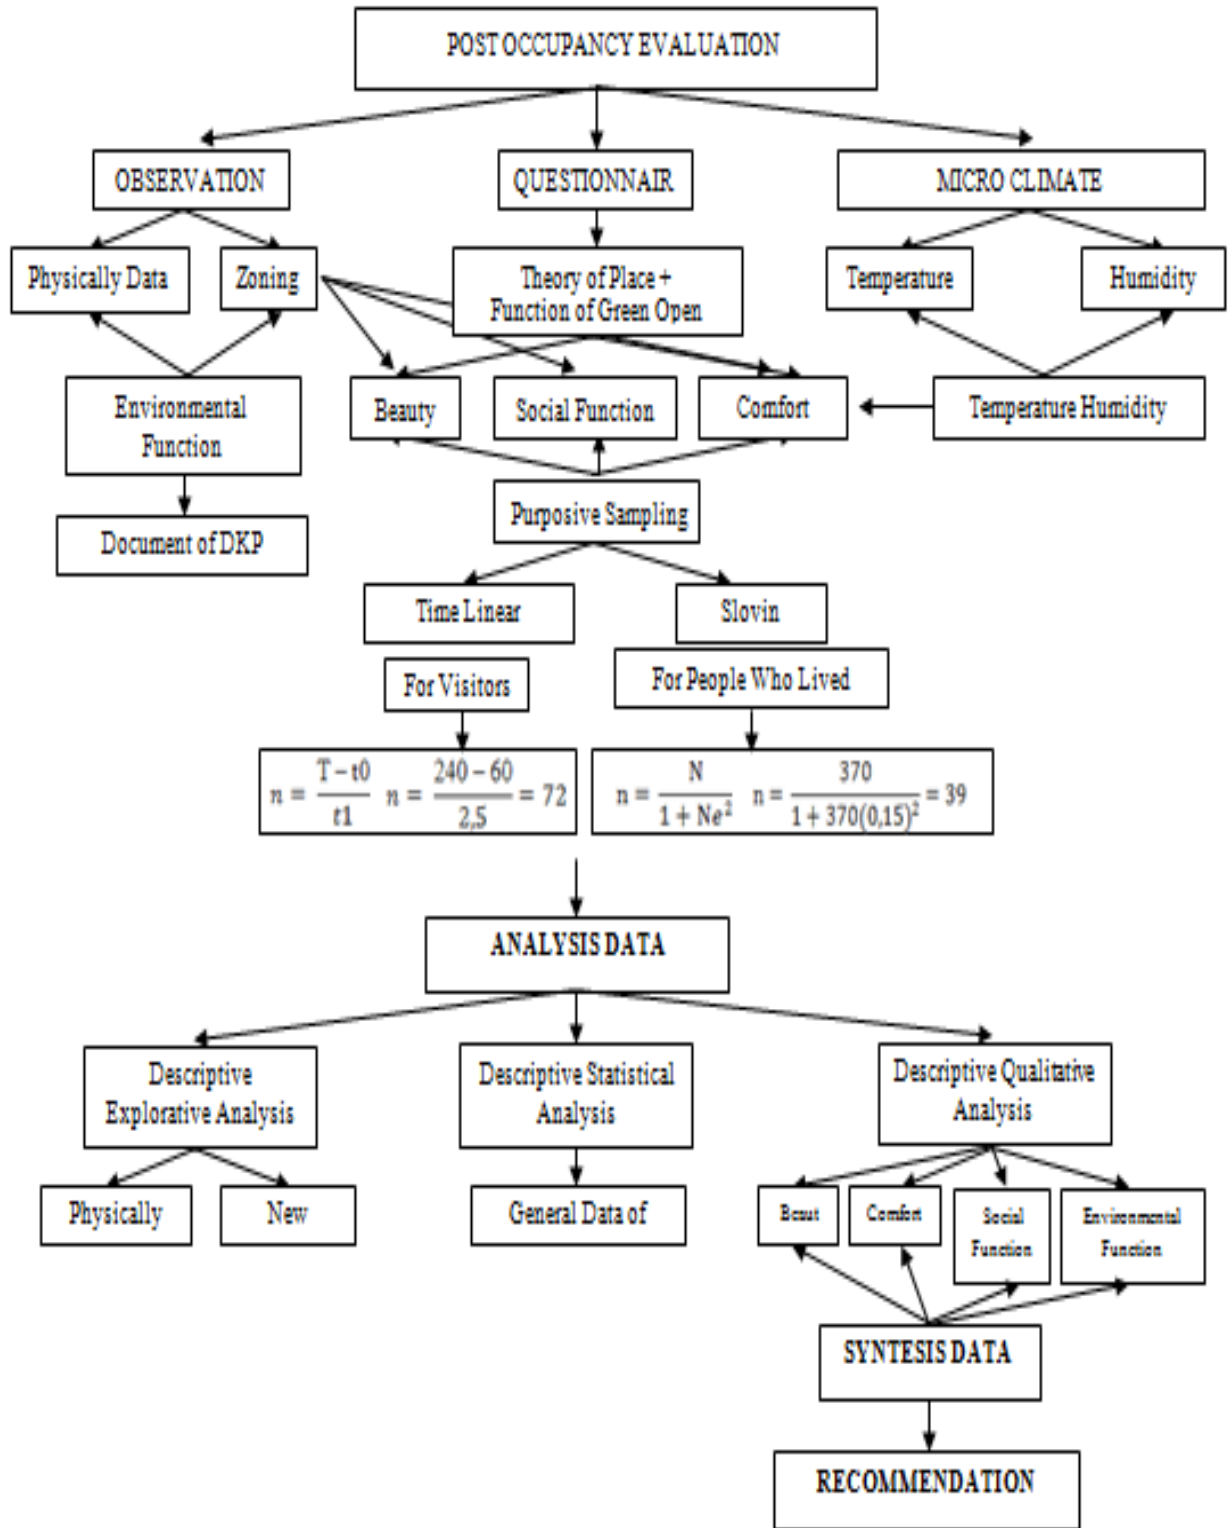 POST OCCUPANCY EVALUATION
OBSERVATION
QUESTIONNAIR
MICRO CLIMATE
Physically Data
Zoning
Theory of Place +
Function of Green Open
Temperature
Humidity
Environmental
Function
Beauty
Social Function
Comfort
Temperature Humidity
Document of DKP
Purposive Sampling
Time Linear
Slovin
For Visitors
For People Who Lived
n = (T − t0)/t1 n = (240 − 60)/2,5 = 72
n = N/(1 + Ne²) n = 370/(1 + 370(0,15)²) = 39
ANALYSIS DATA
Descriptive
Explorative Analysis
Descriptive Statistical
Analysis
Descriptive Qualitative
Analysis
Physically
New
General Data of
Beaut
Comfort
Social
Function
Environmental
Function
SYNTESIS DATA
RECOMMENDATION